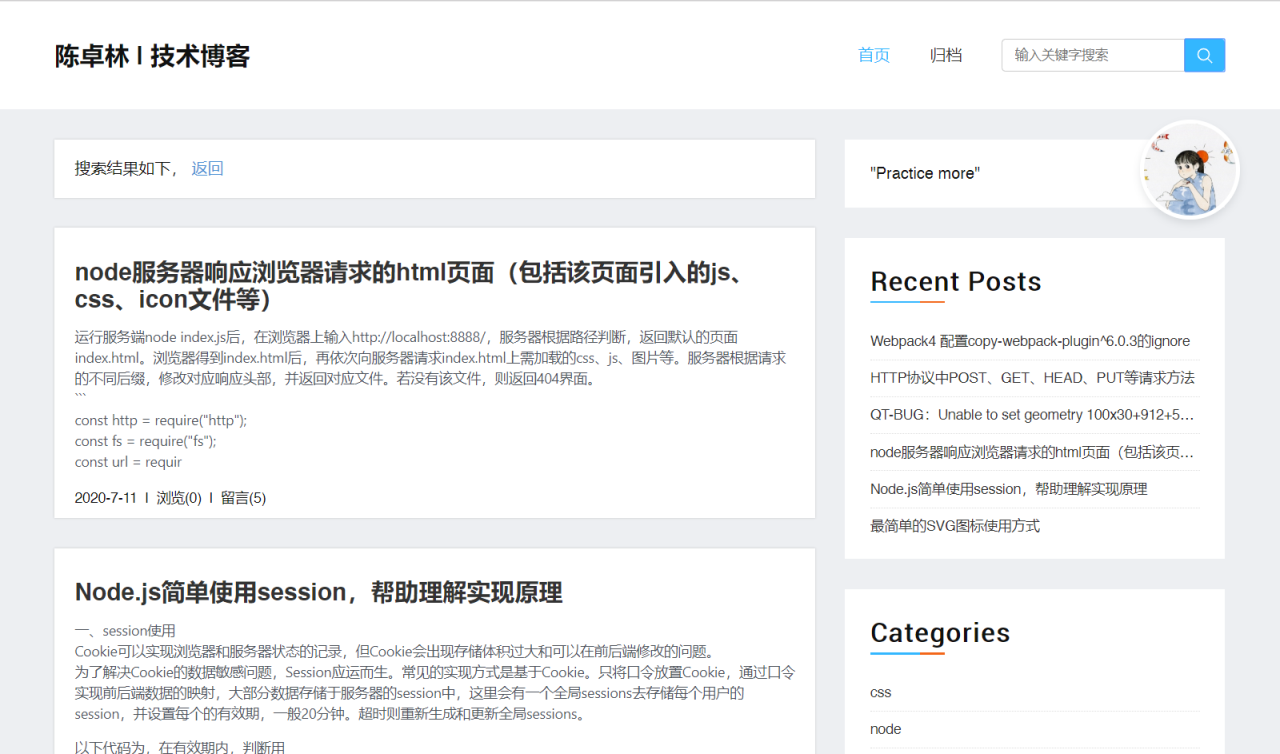 陈卓林 l 技术博客
首页
归档
输入关键字搜索
搜索结果如下， 返回
node服务器响应浏览器请求的html页面（包括该页面引入的js、
css、icon文件等）
运行服务端node index.js后，在浏览器上输入http://localhost:8888/，服务器根据路径判断，返回默认的页面
index.html。浏览器得到index.html后，再依次向服务器请求index.html上需加载的css、js、图片等。服务器根据请求
的不同后缀，修改对应响应头部，并返回对应文件。若没有该文件，则返回404界面。
```
const http = require("http");
const fs = require("fs");
const url = requir
2020-7-11 l 浏览(0) l 留言(5)
Node.js简单使用session，帮助理解实现原理
一、session使用
Cookie可以实现浏览器和服务器状态的记录，但Cookie会出现存储体积过大和可以在前后端修改的问题。
为了解决Cookie的数据敏感问题，Session应运而生。常见的实现方式是基于Cookie。只将口令放置Cookie，通过口令
实现前后端数据的映射，大部分数据存储于服务器的session中，这里会有一个全局sessions去存储每个用户的
session，并设置每个的有效期，一般20分钟。超时则重新生成和更新全局sessions。
以下代码为，在有效期内，判断用
"Practice more"
Recent Posts
Webpack4 配置copy-webpack-plugin^6.0.3的ignore
HTTP协议中POST、GET、HEAD、PUT等请求方法
QT-BUG：Unable to set geometry 100x30+912+5…
node服务器响应浏览器请求的html页面（包括该页…
Node.js简单使用session，帮助理解实现原理
最简单的SVG图标使用方式
Categories
css
node